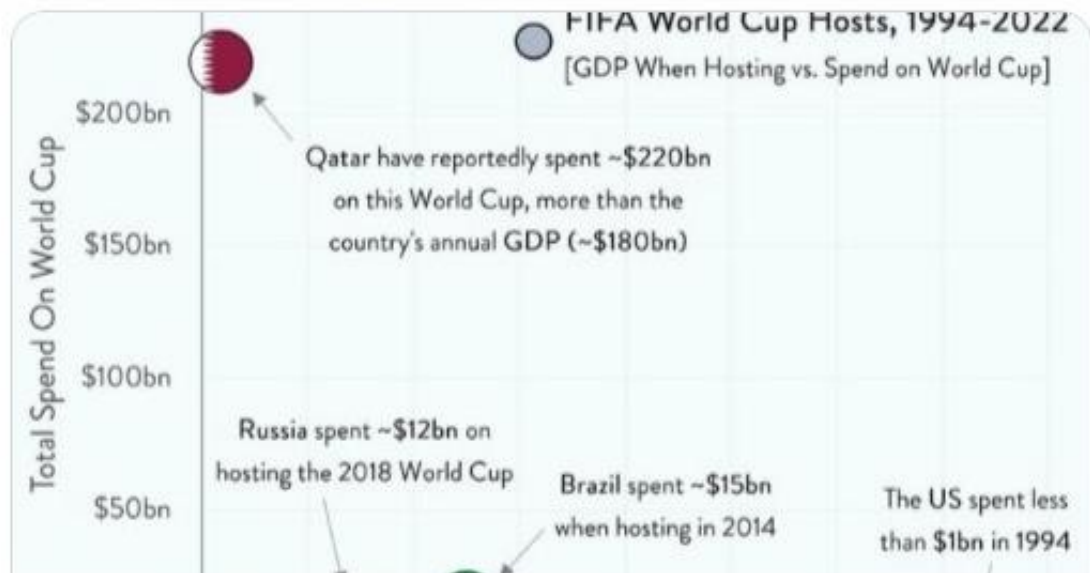 FIFA World Cup Hosts, 1994-2022
[GDP When Hosting vs. Spend on World Cup]
Total Spend On World Cup
$200bn
$150bn
$100bn
$50bn
Qatar have reportedly spent ~$220bn
on this World Cup, more than the
country's annual GDP (~$180bn)
Russia spent ~$12bn on
hosting the 2018 World Cup
Brazil spent ~$15bn
when hosting in 2014
The US spent less
than $1bn in 1994